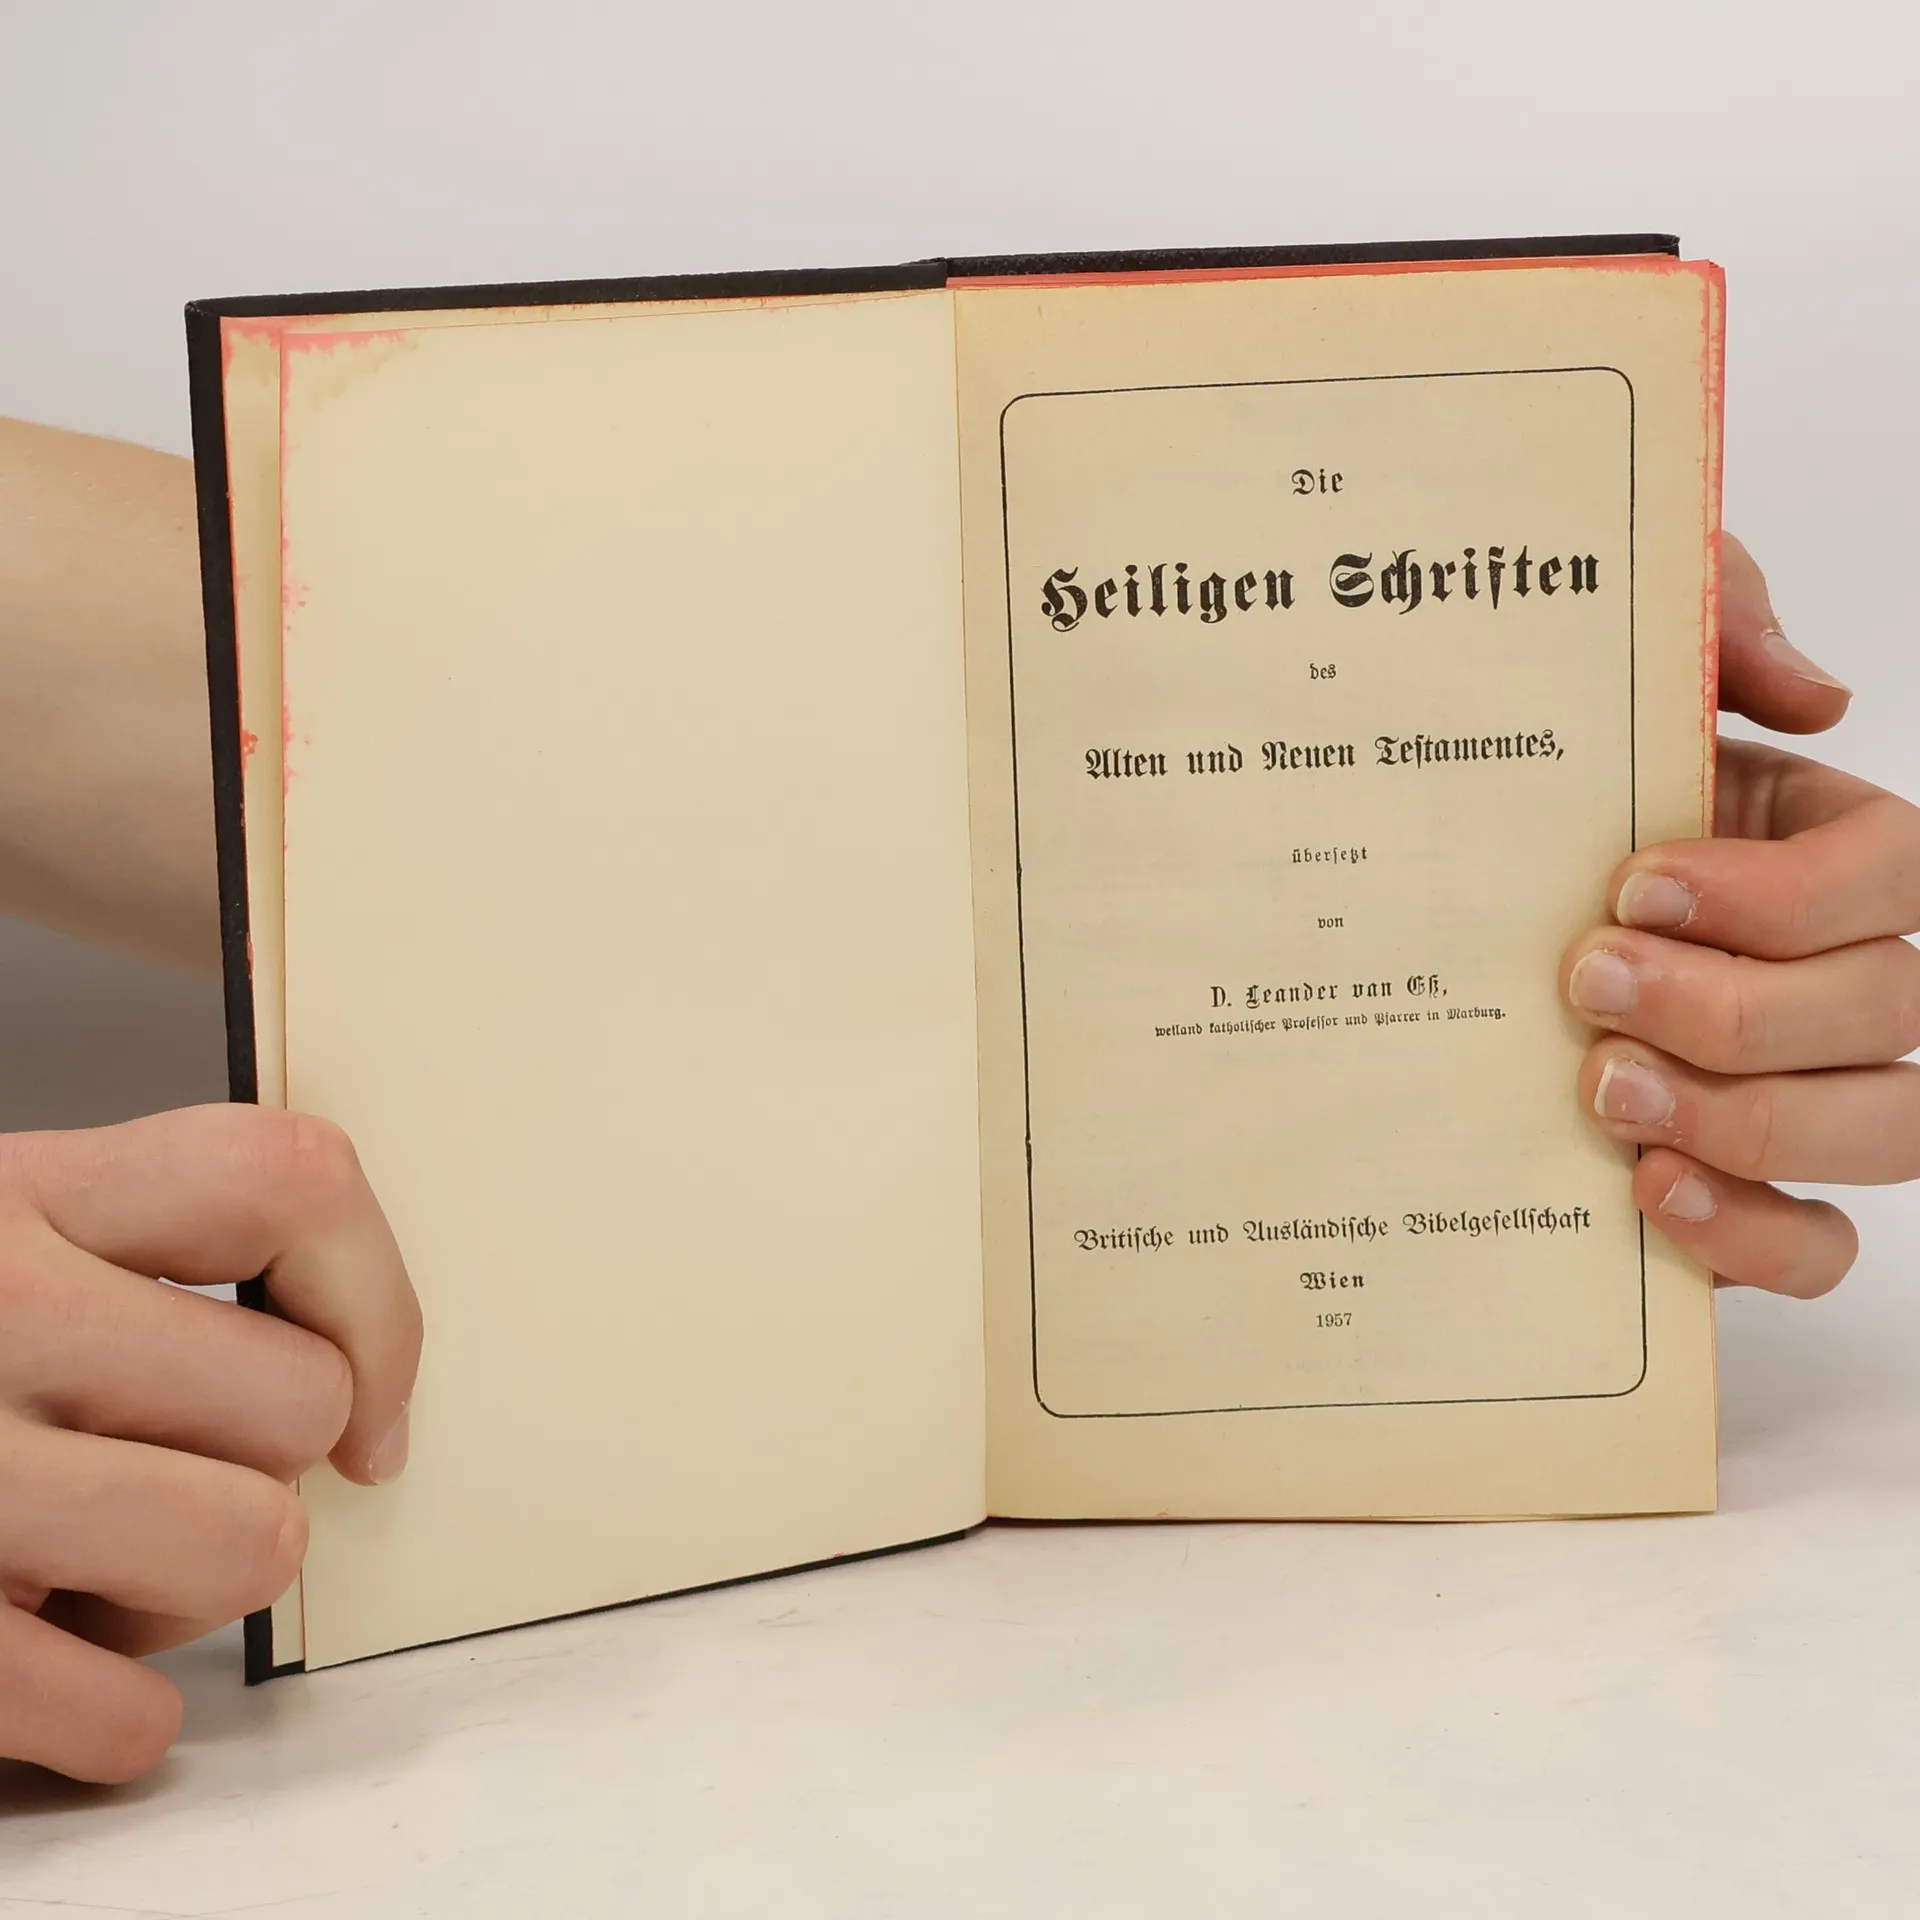 Die
Heiligen Schriften
des
Alten und Neuen Testamentes,
übersetzt
von
D. Leander van Eß,
weiland katholischer Professor und Pfarrer in Marburg.
Britische und Ausländische Bibelgesellschaft
Wien
1957